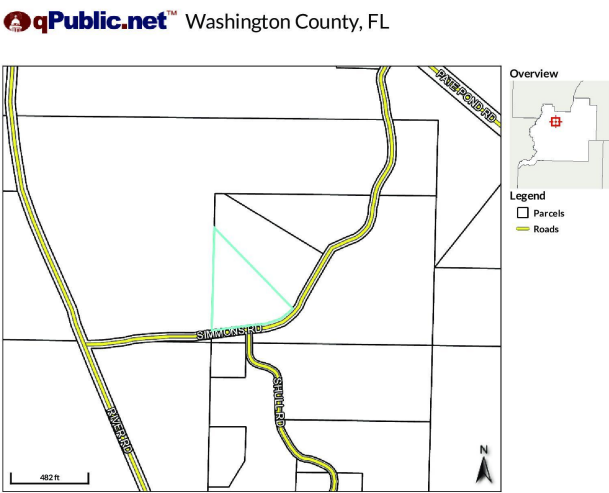 qPublic.net™ Washington County, FL
PATE POND RD
SIMMONS RD
SHULL RD
RIVER RD
482 ft
N
Overview
Legend
Parcels
Roads